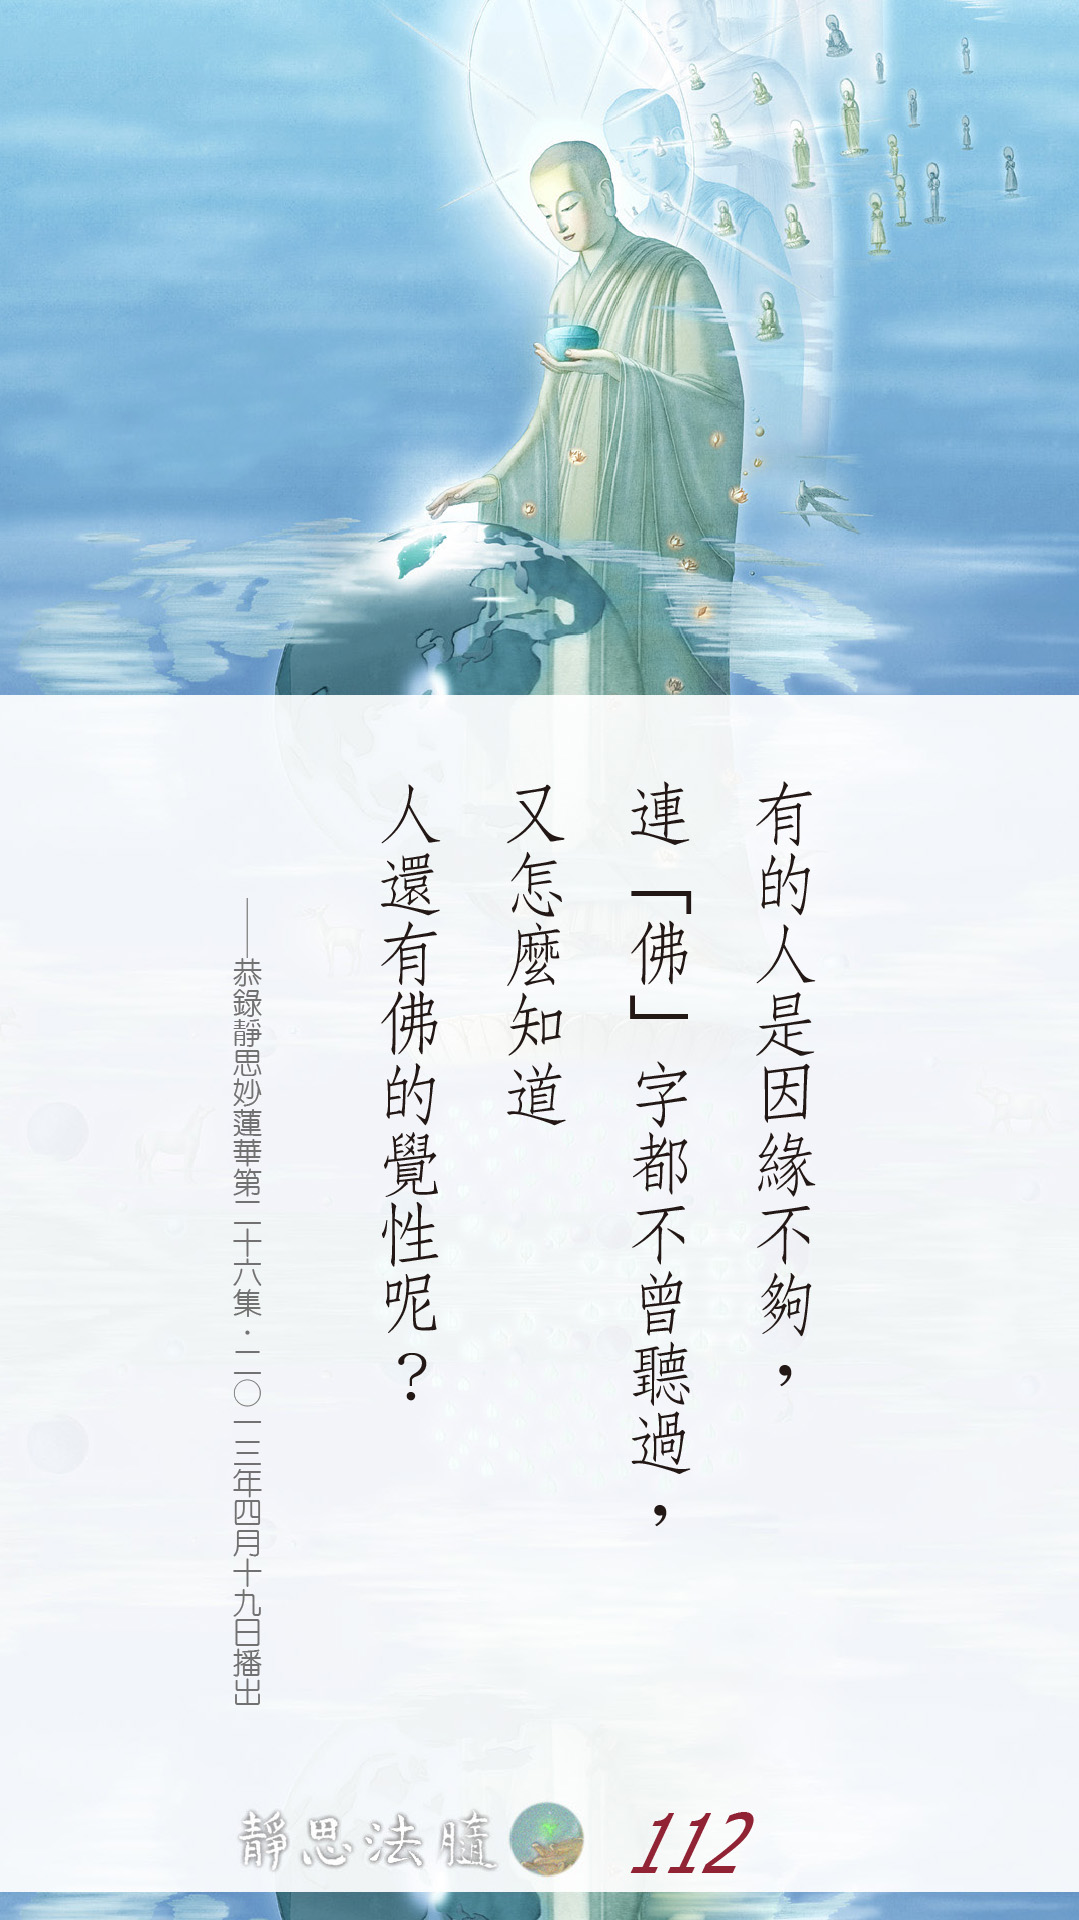 有的人是因緣不夠，
連「佛」字都不曾聽過，
又怎麼知道
人還有佛的覺性呢？
——恭錄靜思妙蓮華第二十六集．二〇一三年四月十九日播出
靜思法髓
112